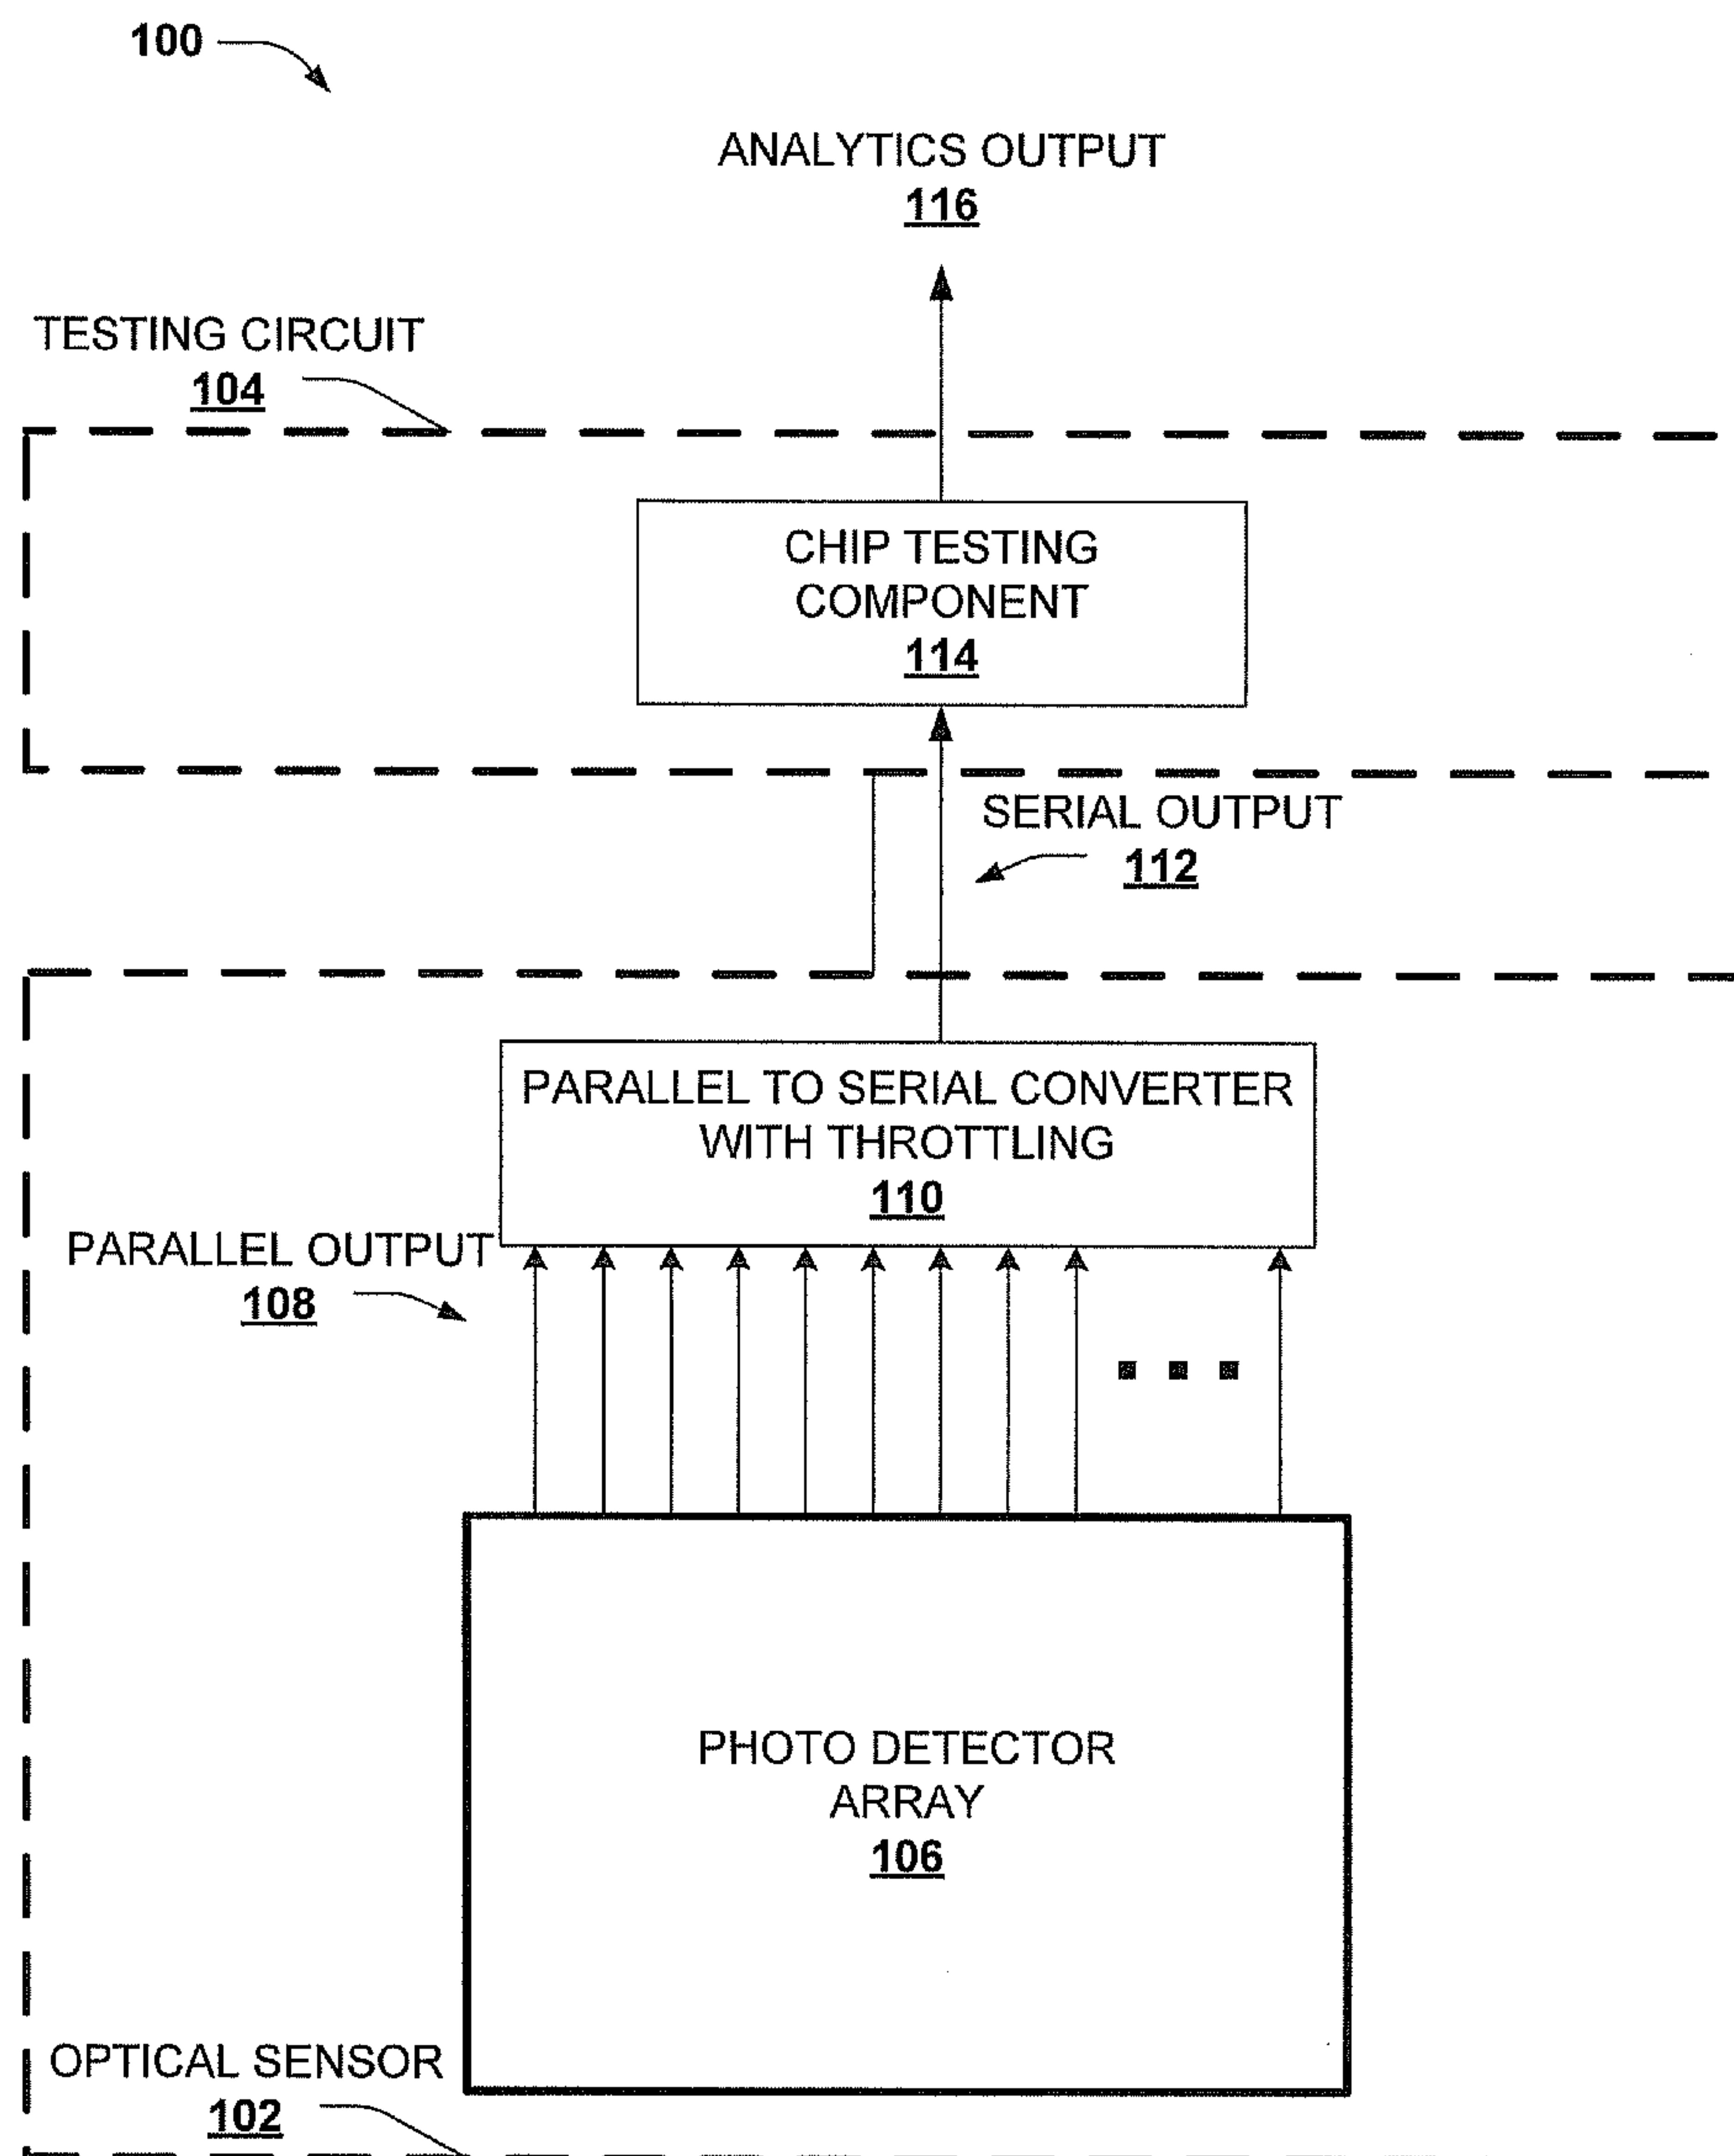 100
ANALYTICS OUTPUT
116
TESTING CIRCUIT
104
CHIP TESTING
COMPONENT
114
SERIAL OUTPUT
112
PARALLEL TO SERIAL CONVERTER
WITH THROTTLING
110
PARALLEL OUTPUT
108
PHOTO DETECTOR
ARRAY
106
OPTICAL SENSOR
102